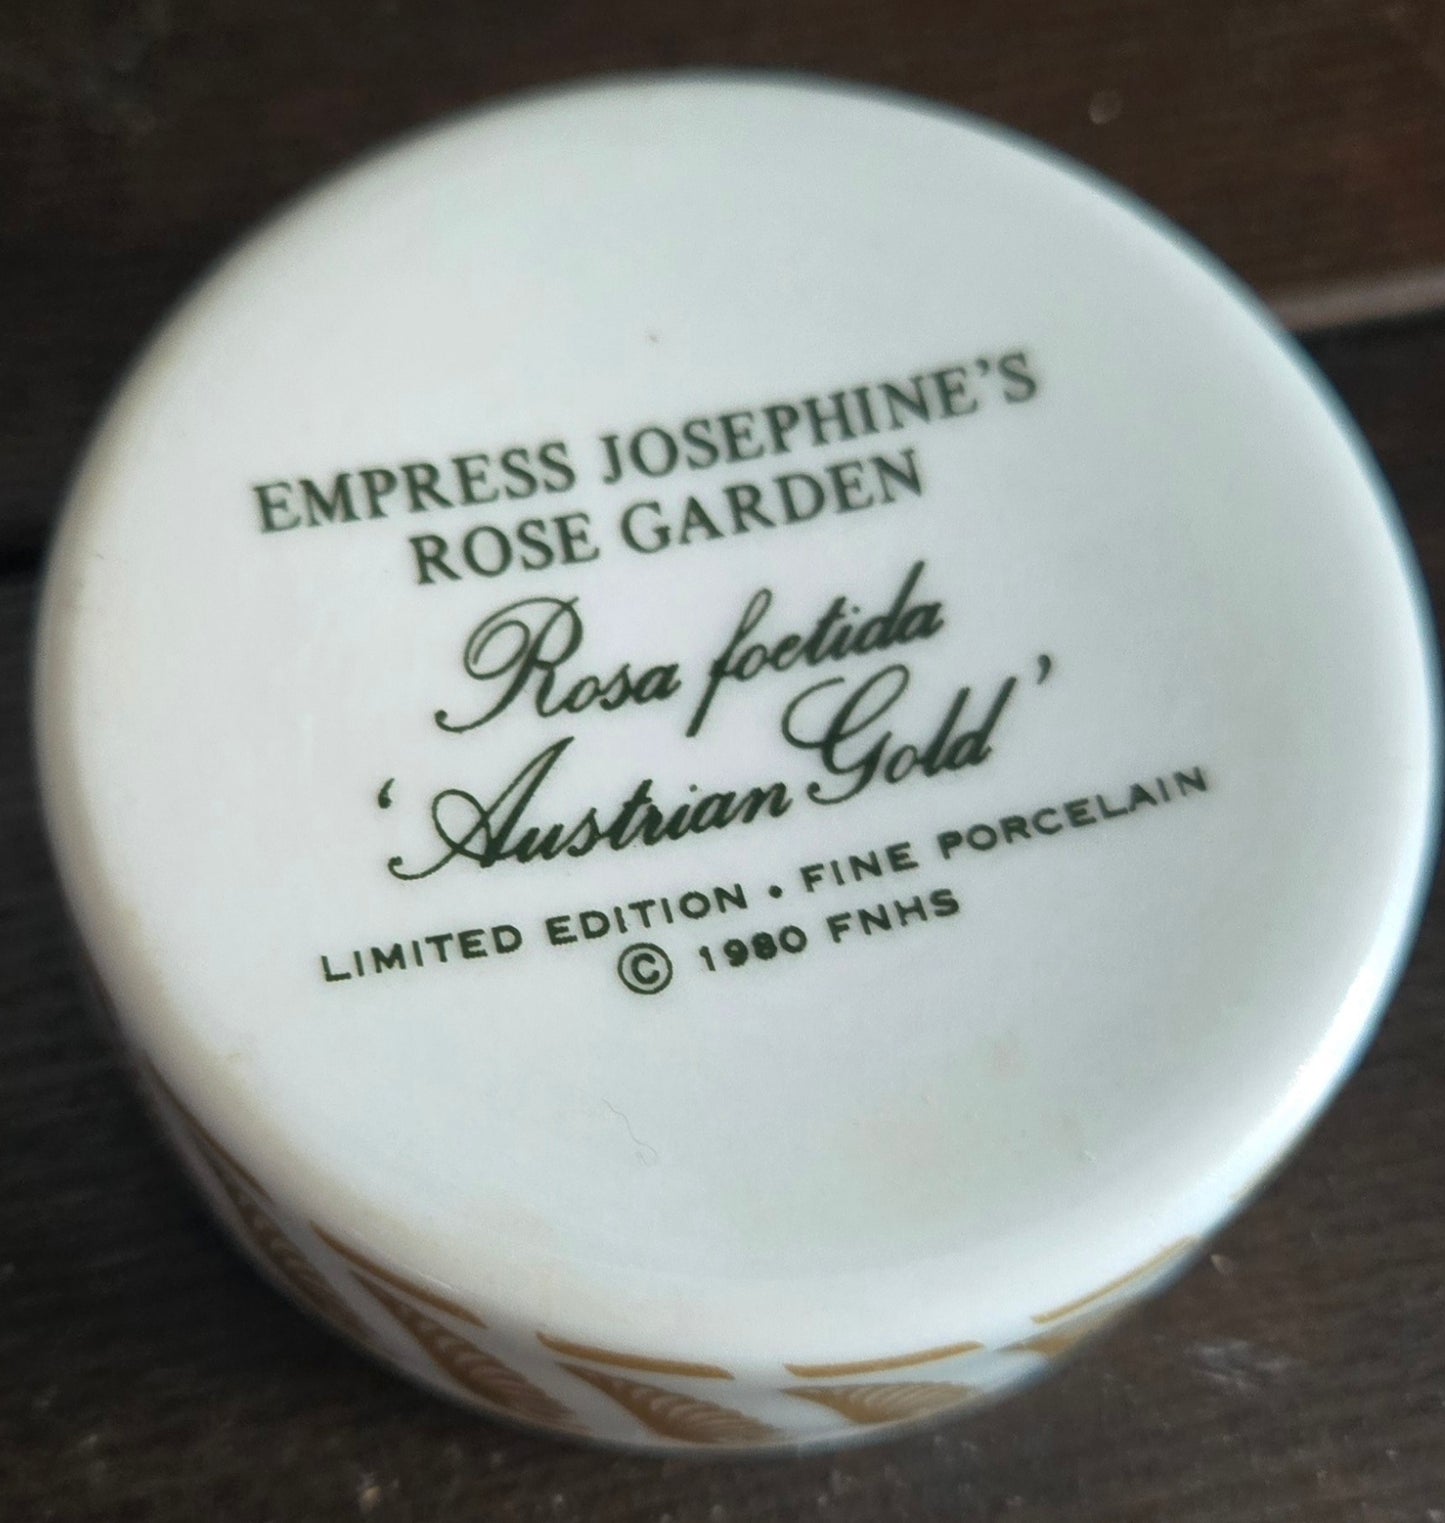 EMPRESS JOSEPHINE’S
ROSE GARDEN
Rosa foetida
‘Austrian Gold’
LIMITED EDITION • FINE PORCELAIN
© 1980 FNHS